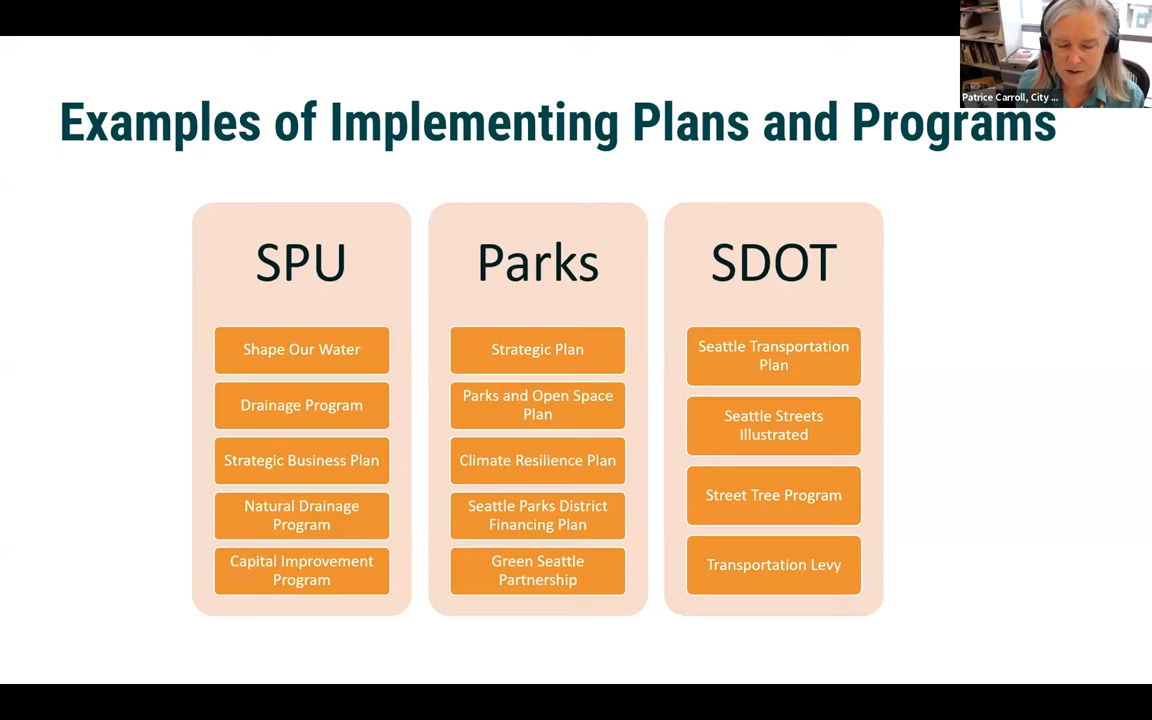 Patrice Carroll, City ...
Examples of Implementing Plans and Programs
SPU
Shape Our Water
Drainage Program
Strategic Business Plan
Natural Drainage
Program
Capital Improvement
Program
Parks
Strategic Plan
Parks and Open Space
Plan
Climate Resilience Plan
Seattle Parks District
Financing Plan
Green Seattle
Partnership
SDOT
Seattle Transportation
Plan
Seattle Streets
Illustrated
Street Tree Program
Transportation Levy